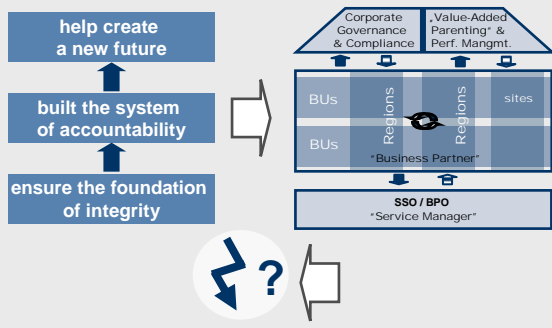 help create
a new future
built the system
of accountability
ensure the foundation
of integrity
Corporate
Governance
& Compliance
„Value-Added
Parenting“ &
Perf. Mangmt.
BUs
Regions
Regions
sites
BUs
“Business Partner”
SSO / BPO
“Service Manager”
?